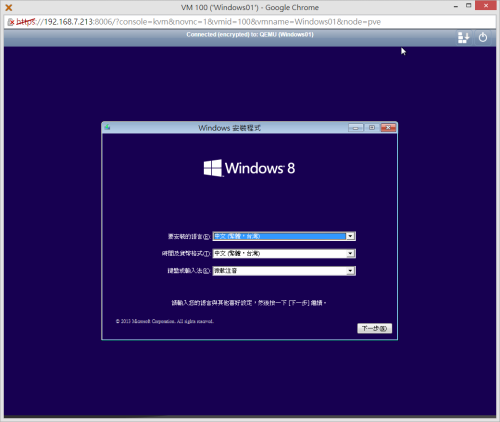 VM 100 ('Windows01') - Google Chrome
https://192.168.7.213:8006/?console=kvm&novnc=1&vmid=100&vmname=Windows01&node=pve
Connected (encrypted) to: QEMU (Windows01)
Windows 安裝程式
Windows 8
要安裝的語言(E) 中文 (繁體，台灣)
時間及貨幣格式(T) 中文 (繁體，台灣)
鍵盤或輸入法(K) 微軟注音
請輸入您的語言與其他喜好設定，然後按一下 [下一步] 繼續。
© 2013 Microsoft Corporation. All rights reserved.
下一步(N)